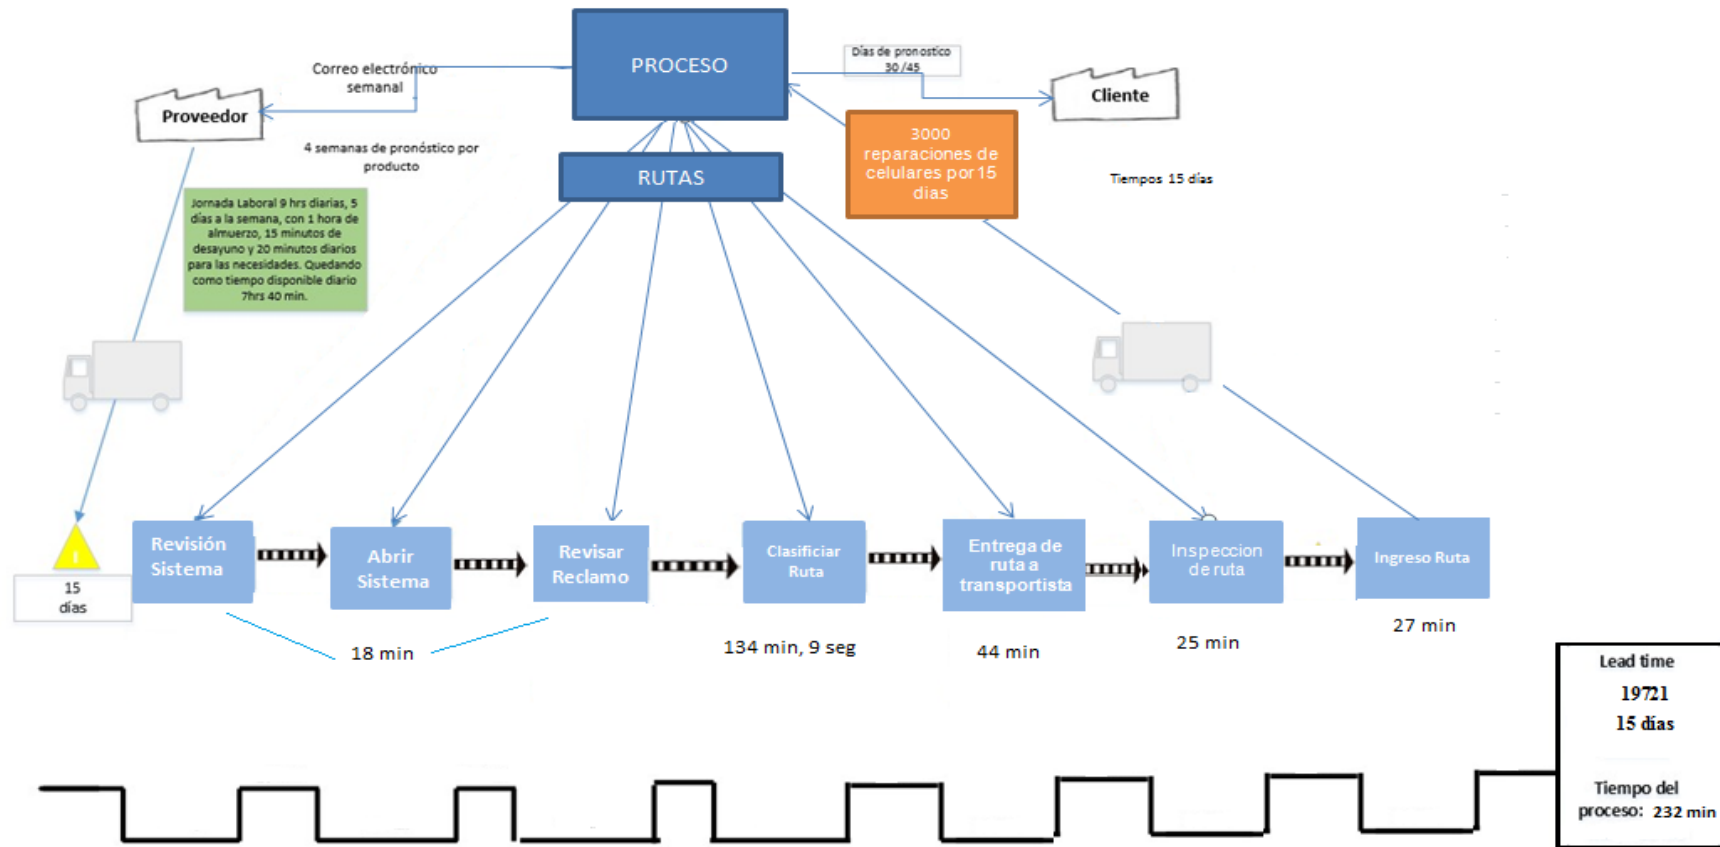 PROCESO
Correo electrónico
semanal
Días de pronostico
30/45
Proveedor
Cliente
4 semanas de pronóstico por
producto
RUTAS
3000
reparaciones de
celulares por 15
dias
Tiempos 15 días
Jornada Laboral 9 hrs diarias, 5
días a la semana, con 1 hora de
almuerzo, 15 minutos de
desayuno y 20 minutos diarios
para las necesidades. Quedando
como tiempo disponible diario
7hrs 40 min.
I
15
días
Revisión
Sistema
Abrir
Sistema
Revisar
Reclamo
Clasificiar
Ruta
Entrega de
ruta a
transportista
Inspeccion
de ruta
Ingreso Ruta
18 min
134 min, 9 seg
44 min
25 min
27 min
Lead time
19721
15 días
Tiempo del
proceso: 232 min